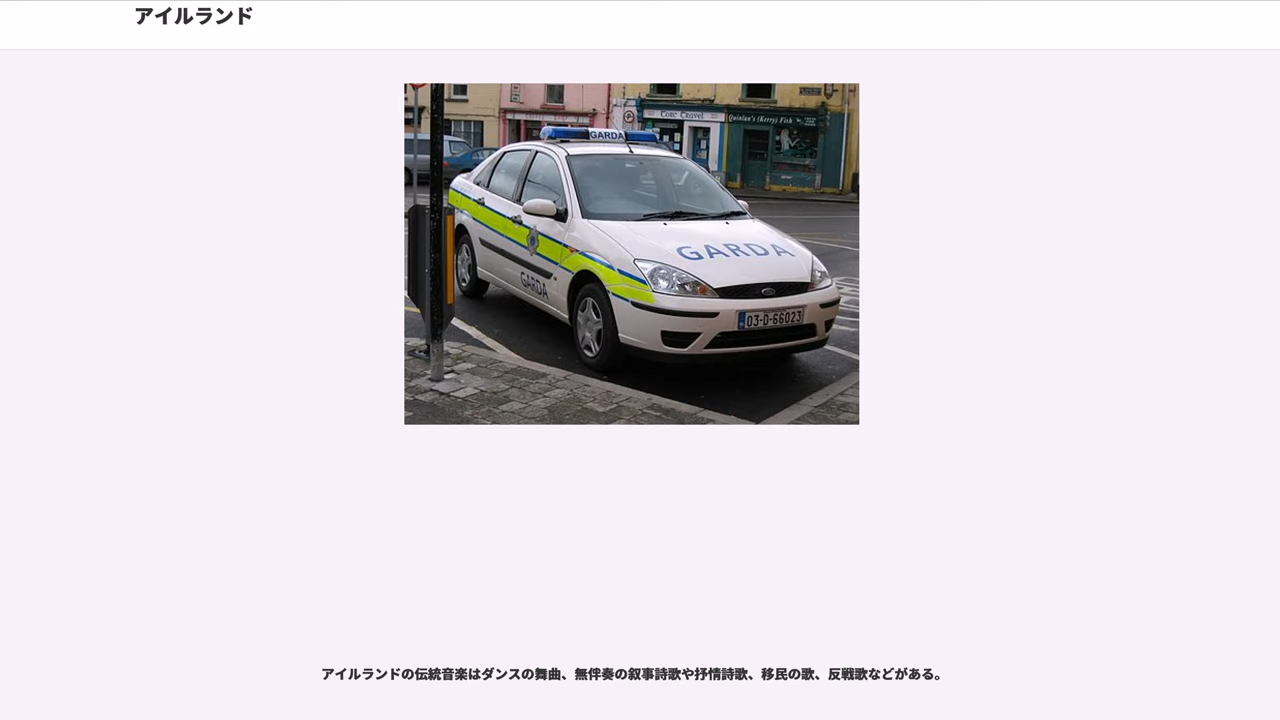 アイルランド
GARDA
Corc Travel
Quinlan's (Kerry) Fish
GARDA
GARDA
03-D-66023
アイルランドの伝統音楽はダンスの舞曲、無伴奏の叙事詩歌や抒情詩歌、移民の歌、反戦歌などがある。